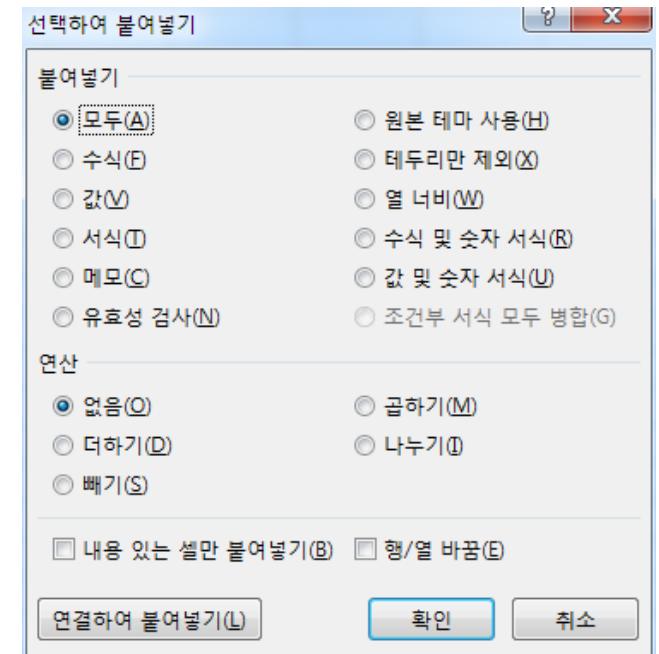 선택하여 붙여넣기
붙여넣기
모두(A) 원본 테마 사용(H)
수식(F) 테두리만 제외(X)
값(V) 열 너비(W)
서식(T) 수식 및 숫자 서식(R)
메모(C) 값 및 숫자 서식(U)
유효성 검사(N) 조건부 서식 모두 병합(G)
연산
없음(O) 곱하기(M)
더하기(D) 나누기(I)
빼기(S)
내용 있는 셀만 붙여넣기(B) 행/열 바꿈(E)
연결하여 붙여넣기(L) 확인 취소